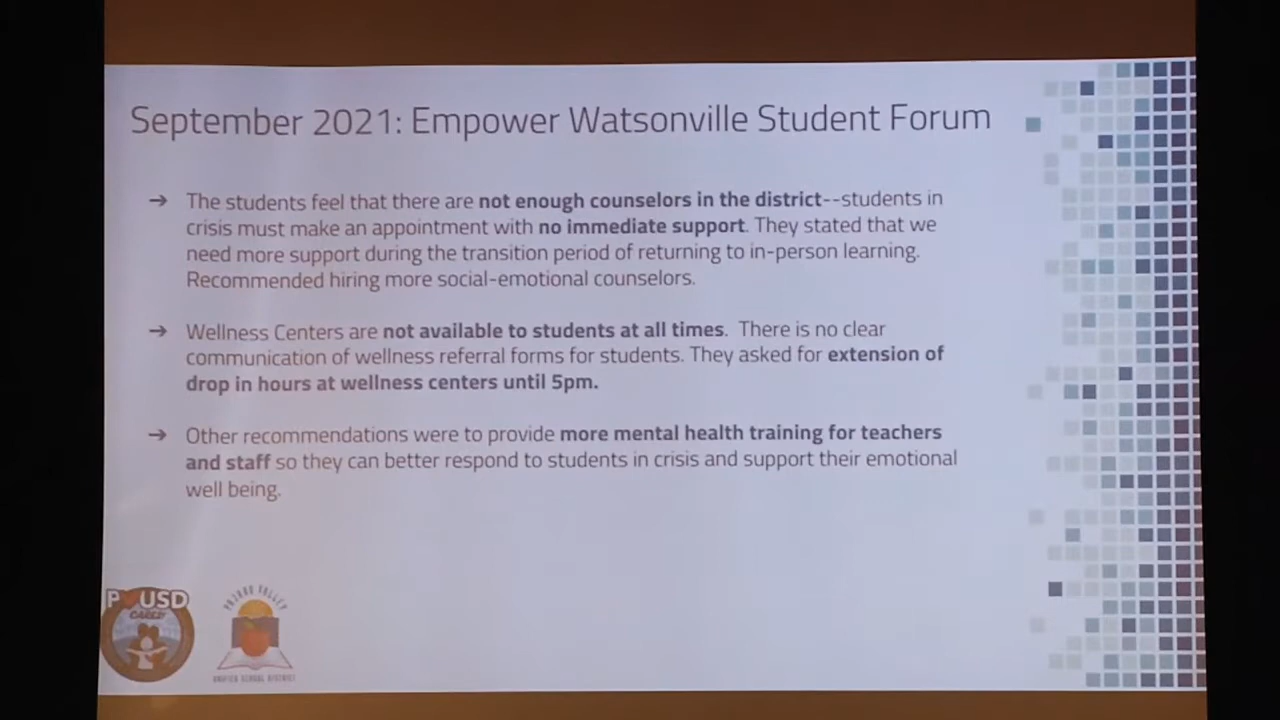 September 2021: Empower Watsonville Student Forum
➔ The students feel that there are not enough counselors in the district--students in
crisis must make an appointment with no immediate support. They stated that we
need more support during the transition period of returning to in-person learning.
Recommended hiring more social-emotional counselors.
➔ Wellness Centers are not available to students at all times. There is no clear
communication of wellness referral forms for students. They asked for extension of
drop in hours at wellness centers until 5pm.
➔ Other recommendations were to provide more mental health training for teachers
and staff so they can better respond to students in crisis and support their emotional
well being.
P USD
CARES
PAJARO VALLEY
UNIFIED SCHOOL DISTRICT